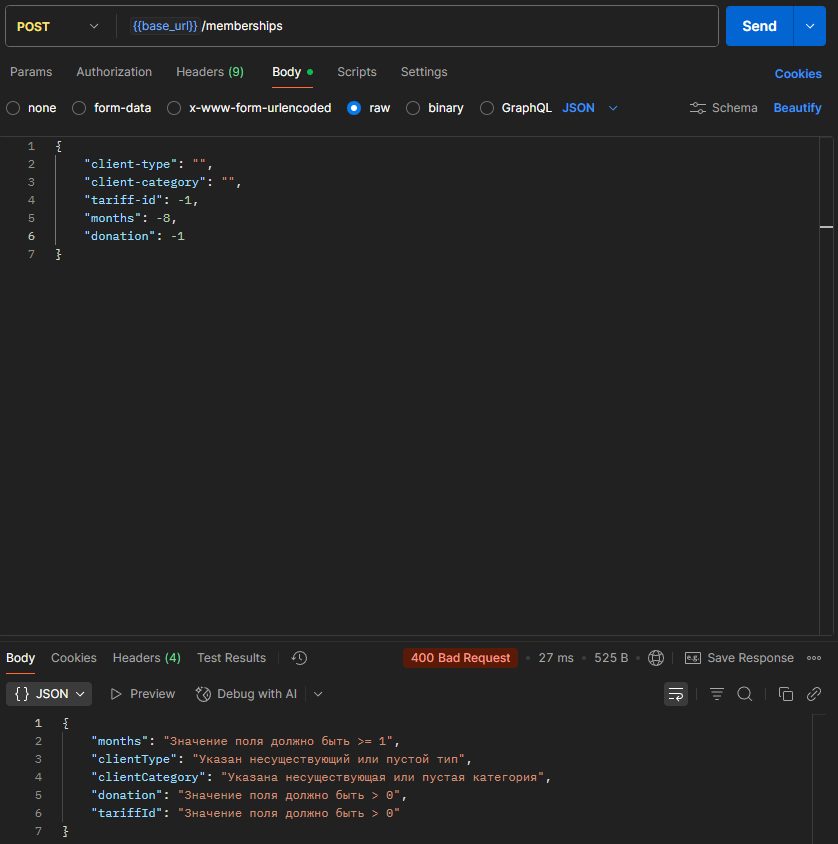 POST {{base_url}}/memberships Send
Params Authorization Headers (9) Body Scripts Settings Cookies
none form-data x-www-form-urlencoded raw binary GraphQL JSON Schema Beautify
1 {
2 "client-type": "",
3 "client-category": "",
4 "tariff-id": -1,
5 "months": -8,
6 "donation": -1
7 }
Body Cookies Headers (4) Test Results 400 Bad Request 27 ms 525 B e.g. Save Response
{} JSON Preview Debug with AI
1 {
2 "months": "Значение поля должно быть >= 1",
3 "clientType": "Указан несуществующий или пустой тип",
4 "clientCategory": "Указана несуществующая или пустая категория",
5 "donation": "Значение поля должно быть > 0",
6 "tariffId": "Значение поля должно быть > 0"
7 }